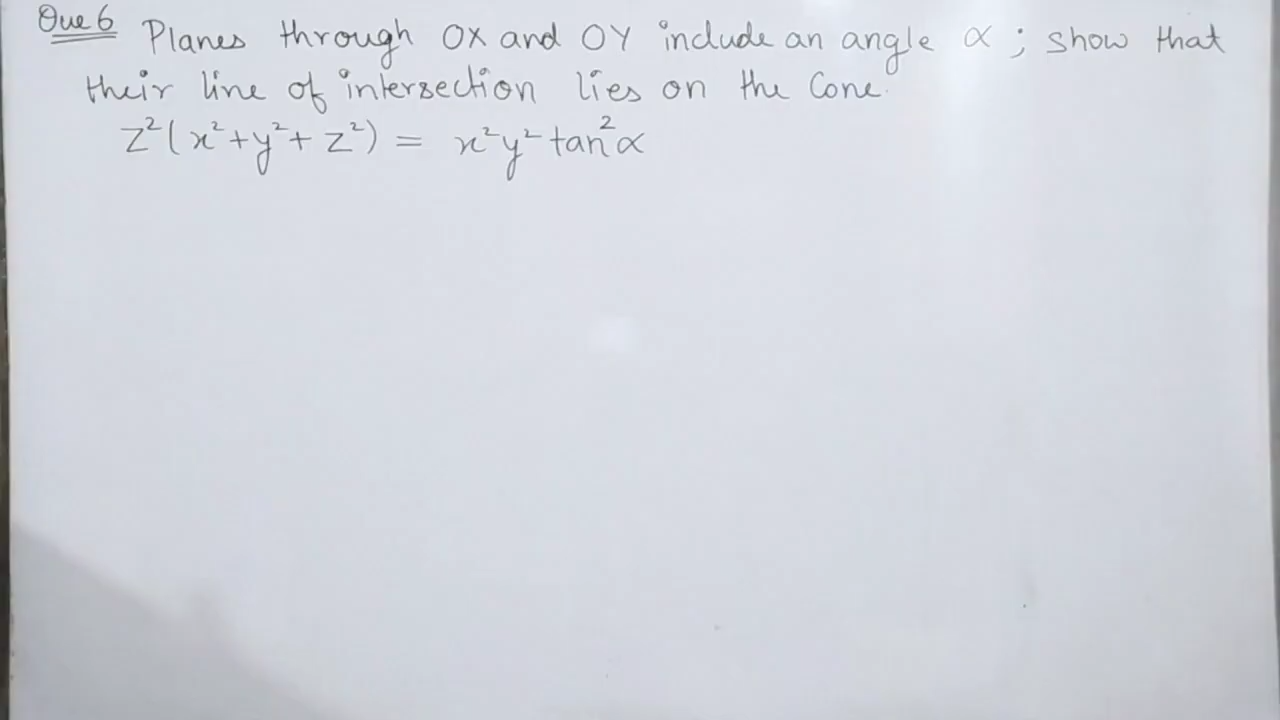 Que 6 Planes through OX and OY include an angle α ; show that
their line of intersection lies on the Cone.
z²(x²+y²+ z²) = x²y² tan²α